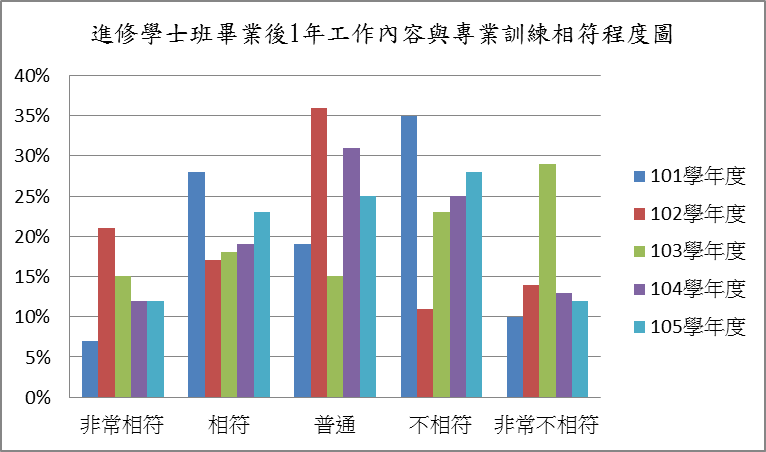 進修學士班畢業後1年工作內容與專業訓練相符程度圖
40%
35%
30%
25%
20%
15%
10%
5%
0%
非常相符 相符 普通 不相符 非常不相符
101學年度
102學年度
103學年度
104學年度
105學年度